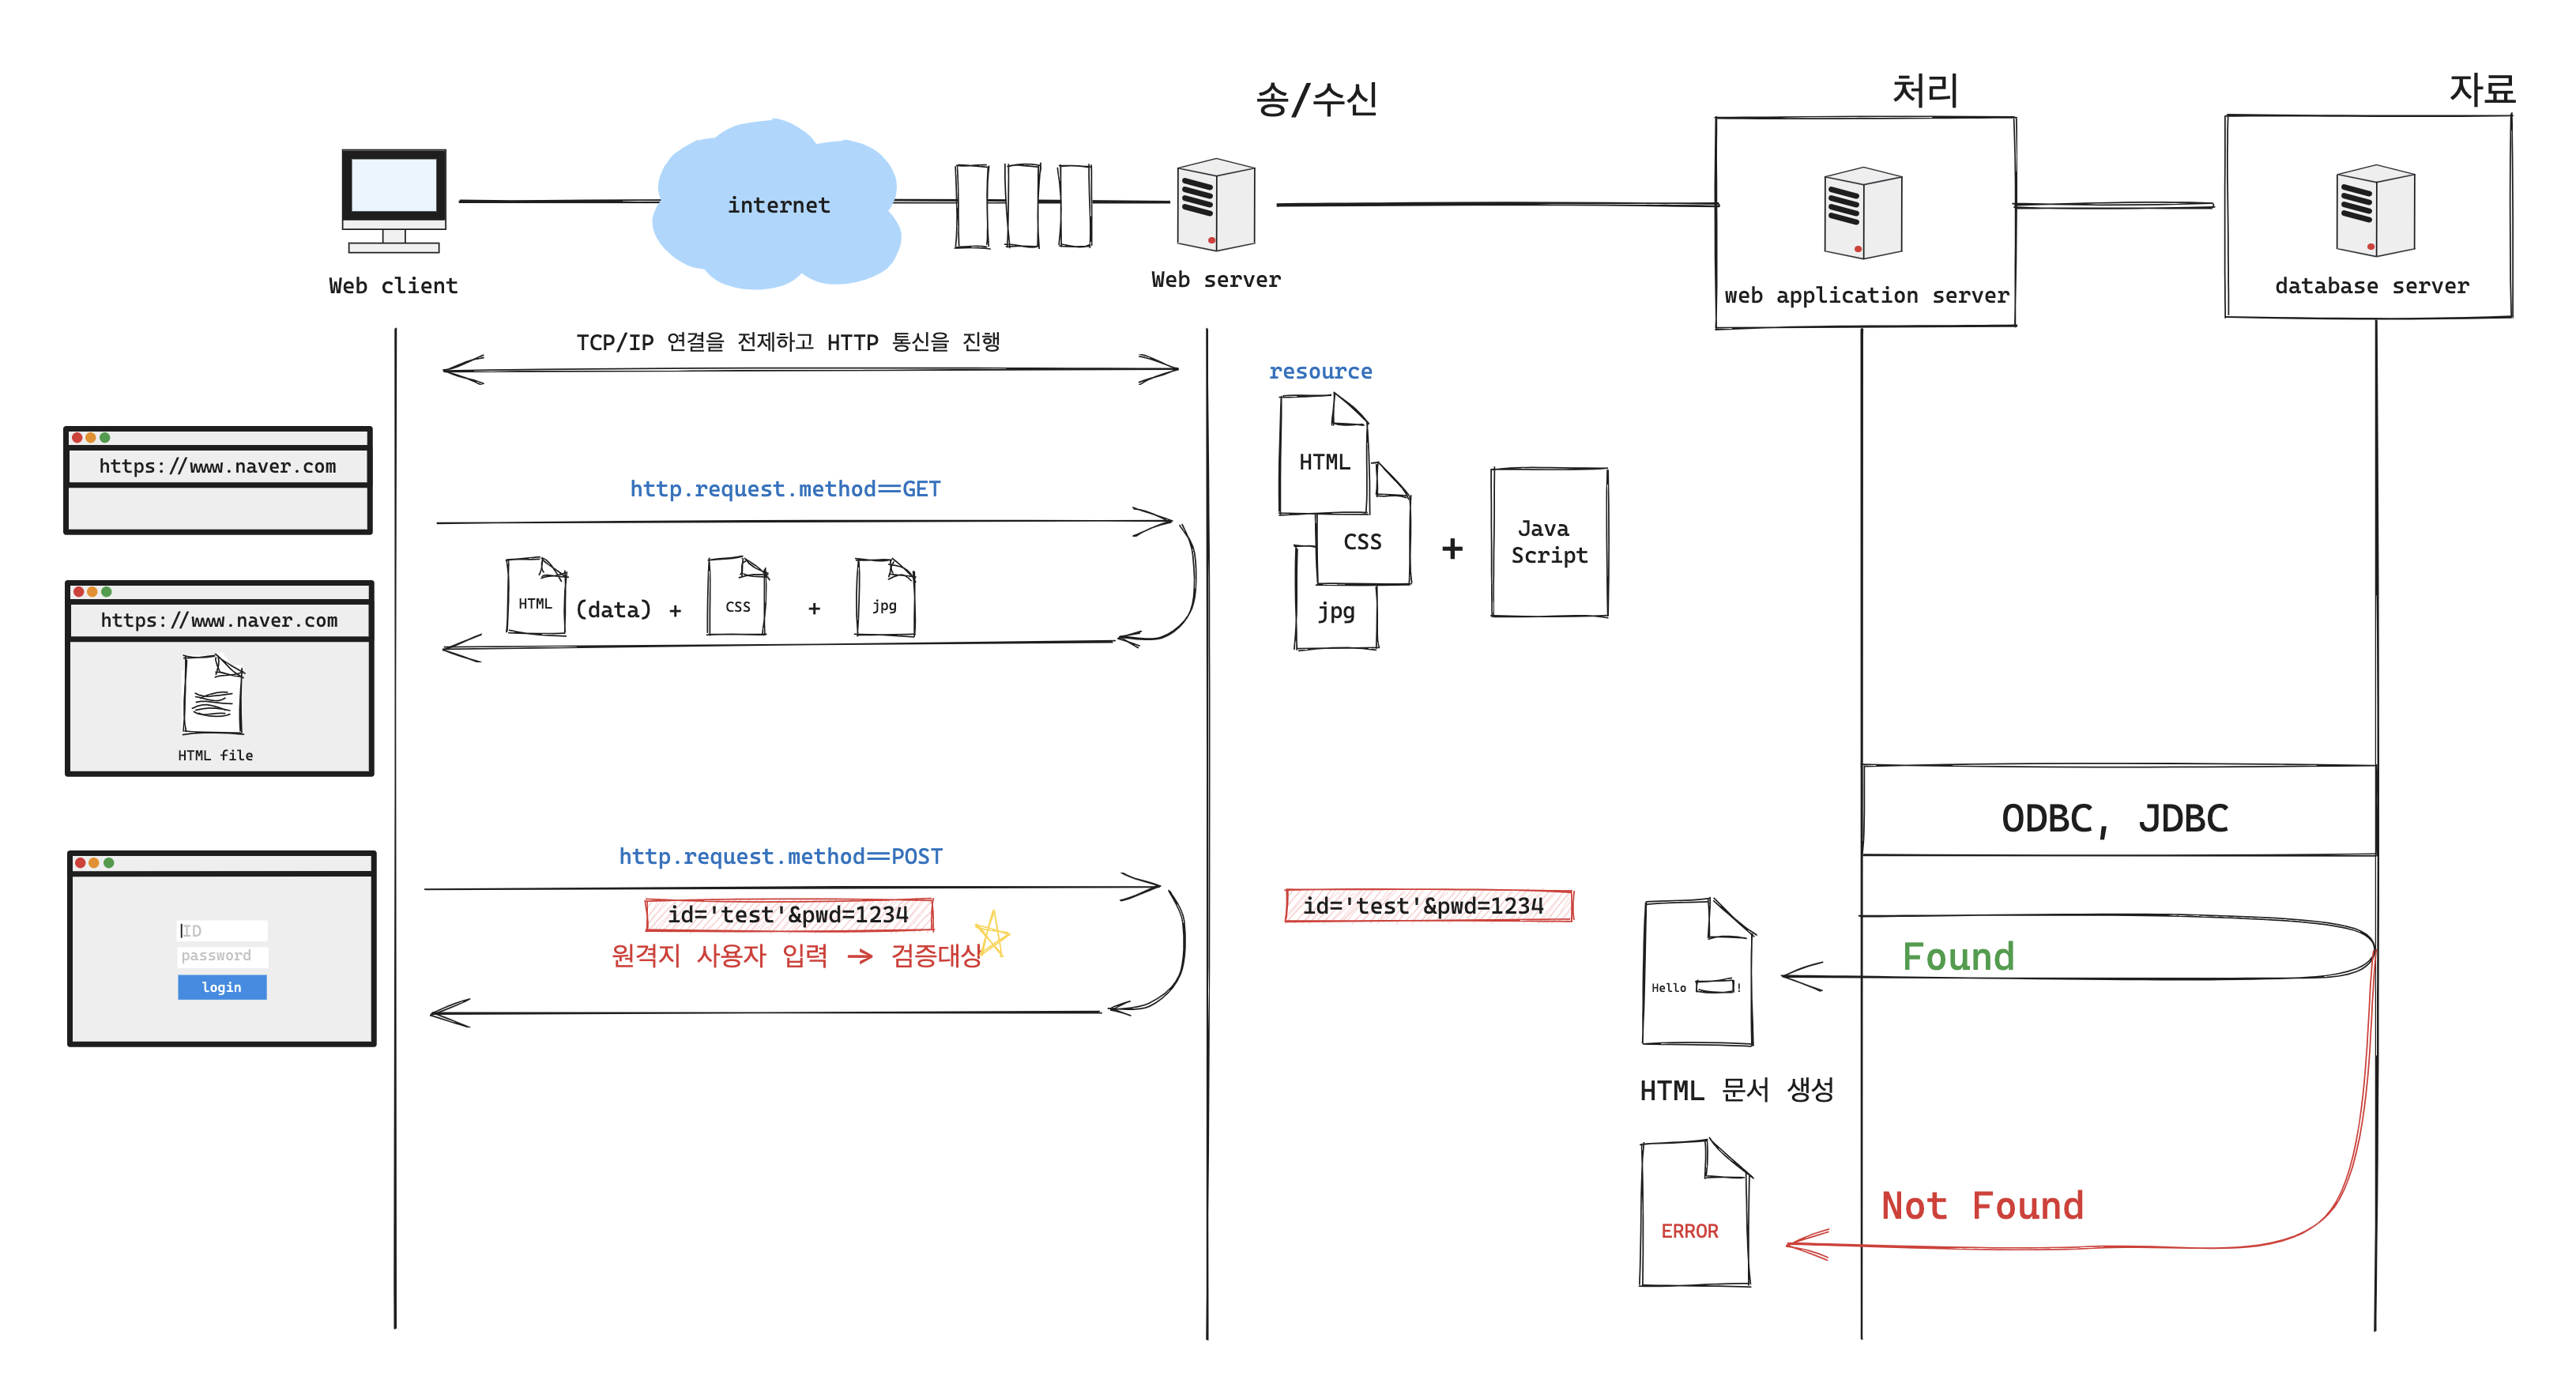 송/수신
처리
자료
internet
Web client
Web server
web application server
database server
TCP/IP 연결을 전제하고 HTTP 통신을 진행
resource
HTML
CSS
jpg
+
Java
Script
https://www.naver.com
http.request.method==GET
HTML
(data) +
CSS
+
jpg
https://www.naver.com
HTML file
ODBC, JDBC
http.request.method==POST
id='test'&pwd=1234
원격지 사용자 입력 → 검증대상
id='test'&pwd=1234
ID
password
login
Found
Hello !
HTML 문서 생성
Not Found
ERROR